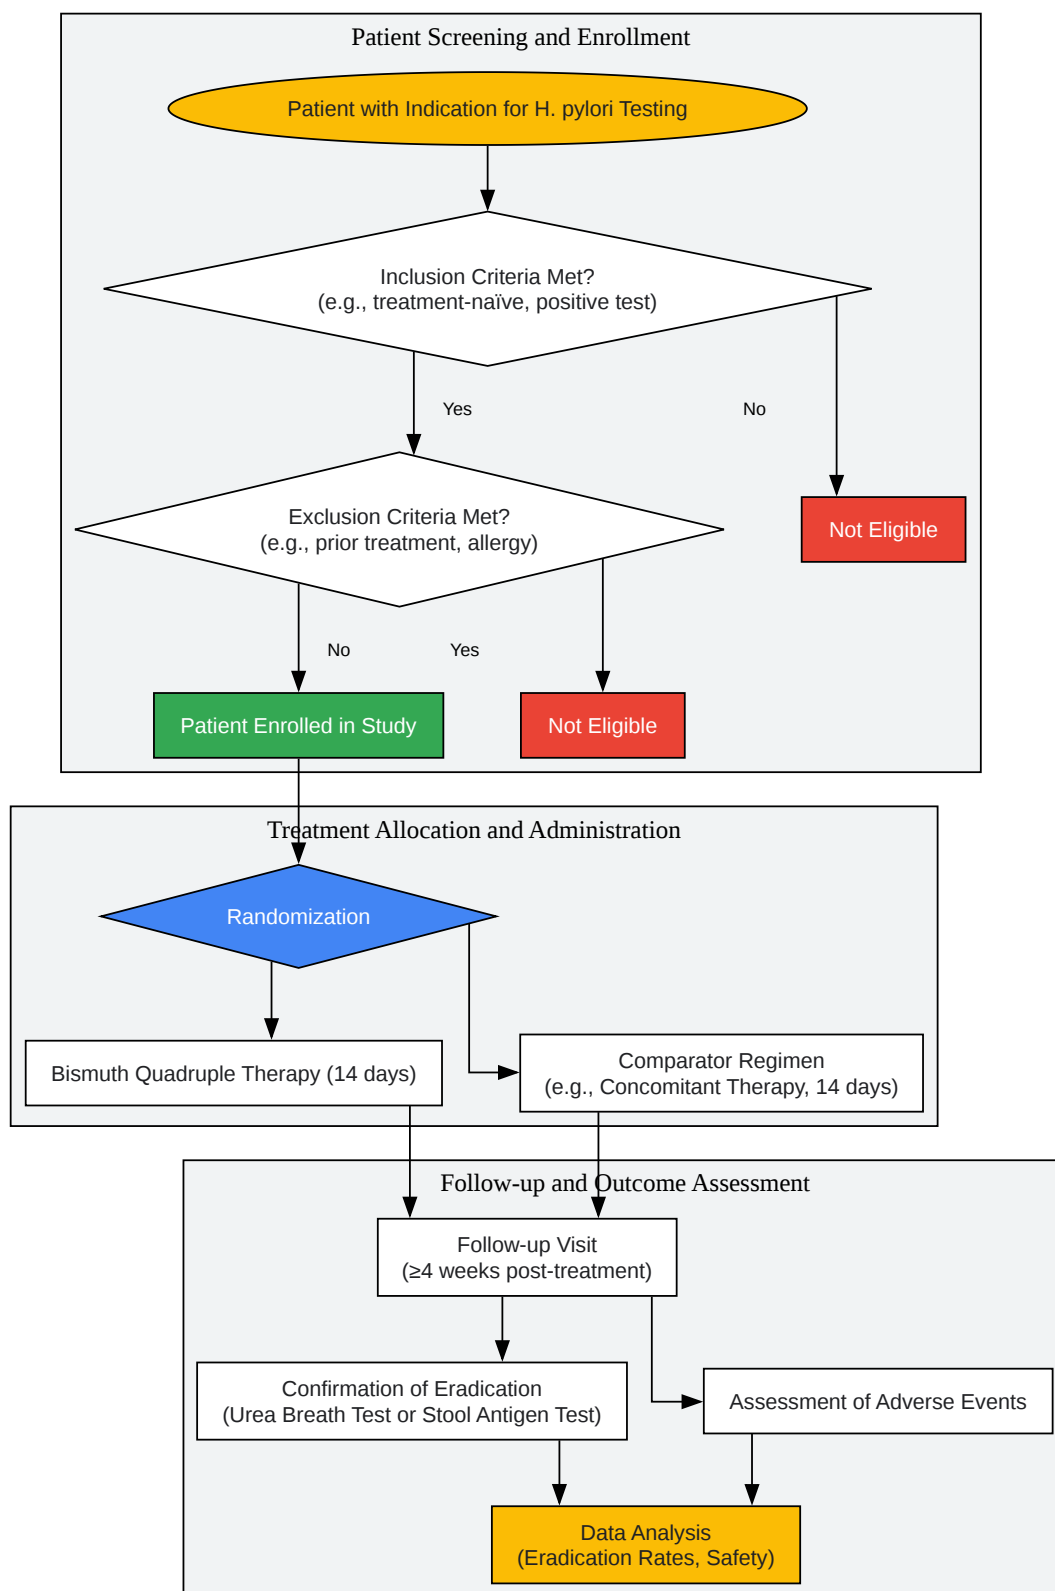 Patient Screening and Enrollment
Patient with Indication for H. pylori Testing
Inclusion Criteria Met?
(e.g., treatment-naïve, positive test)
Yes
No
Exclusion Criteria Met?
(e.g., prior treatment, allergy)
Not Eligible
No
Yes
Patient Enrolled in Study
Not Eligible
Treatment Allocation and Administration
Randomization
Bismuth Quadruple Therapy (14 days)
Comparator Regimen
(e.g., Concomitant Therapy, 14 days)
Follow-up and Outcome Assessment
Follow-up Visit
(≥4 weeks post-treatment)
Confirmation of Eradication
(Urea Breath Test or Stool Antigen Test)
Assessment of Adverse Events
Data Analysis
(Eradication Rates, Safety)